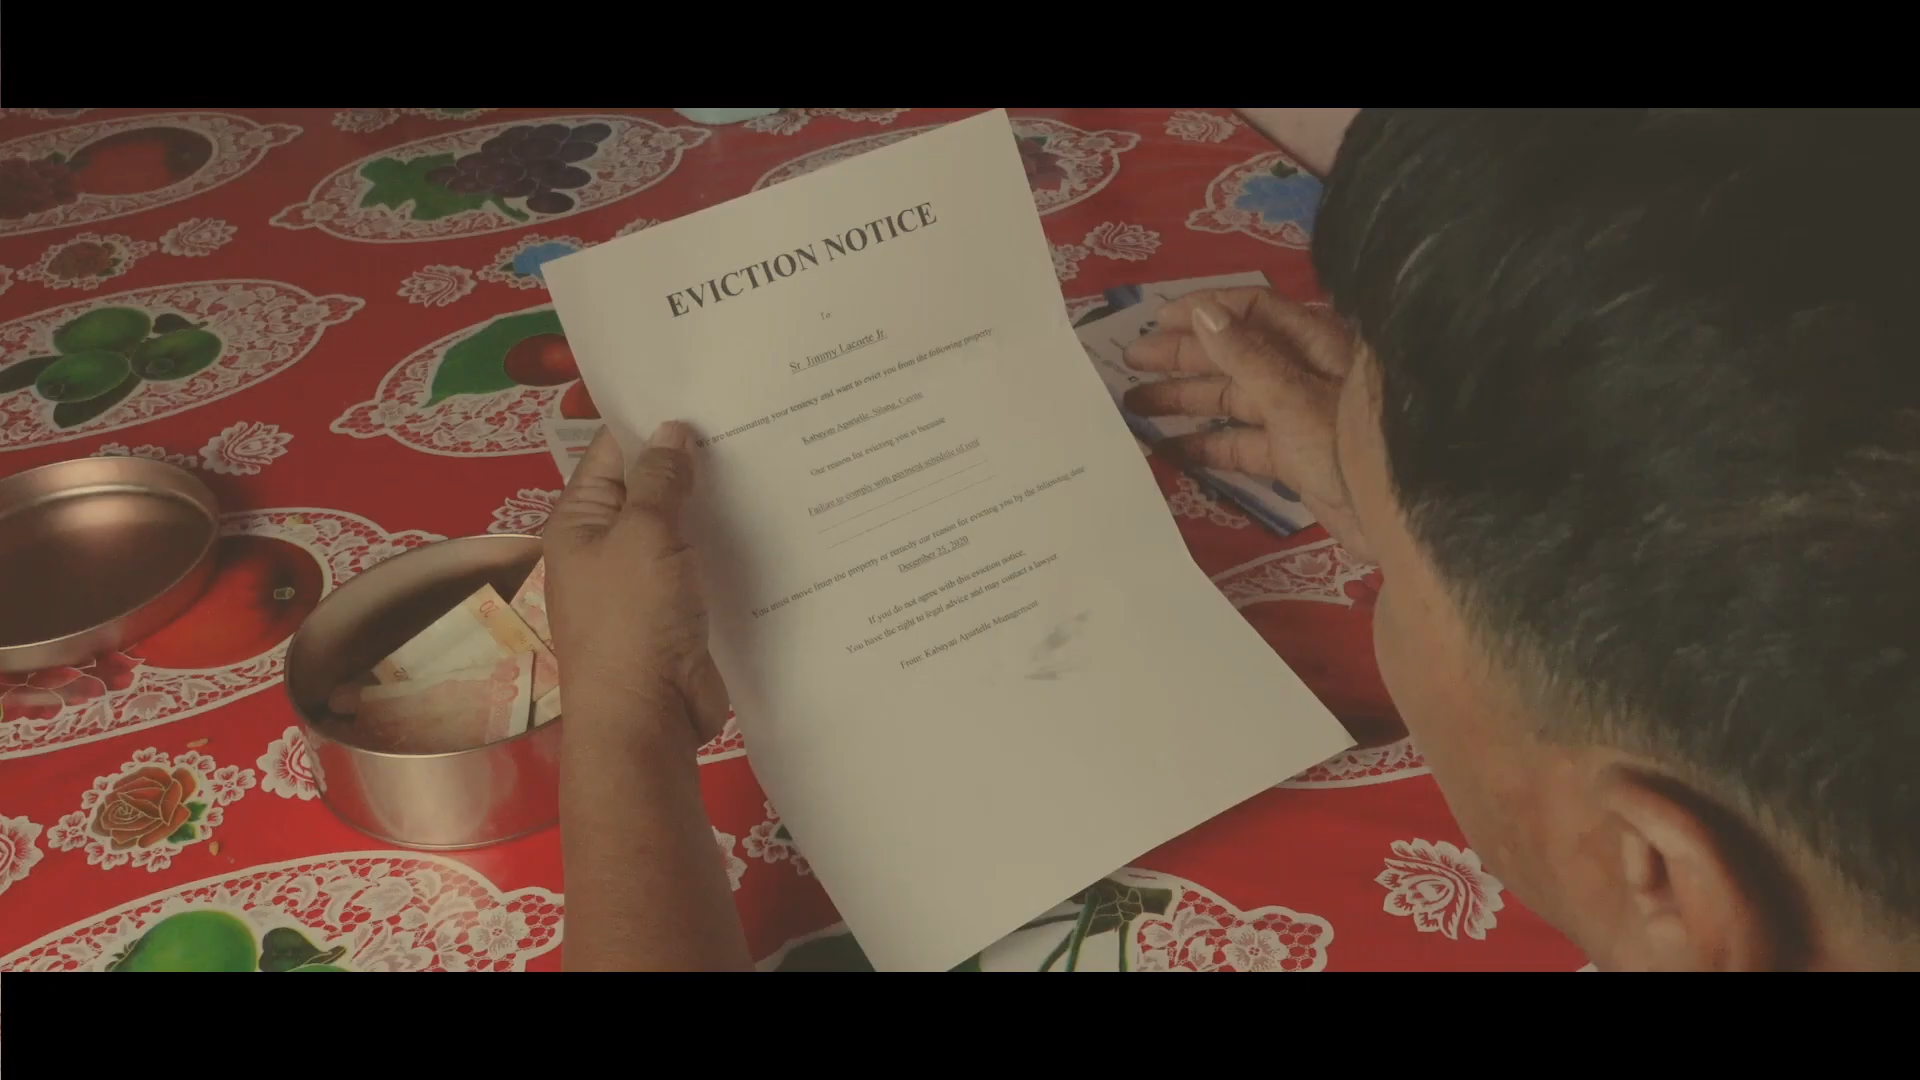 EVICTION NOTICE
To
Sr. Jimmy Lacorte Jr.
We are terminating your tenancy and want to evict you from the following property:
Kabayan Apartelle, Silang, Cavite
Our reason for evicting you is because
Failure to comply with payment schedule of rent
You must move from the property or remedy our reason for evicting you by the following date
December 25, 2020
If you do not agree with this eviction notice,
You have the right to legal advice and may contact a lawyer.
From: Kabayan Apartelle Management
20
20